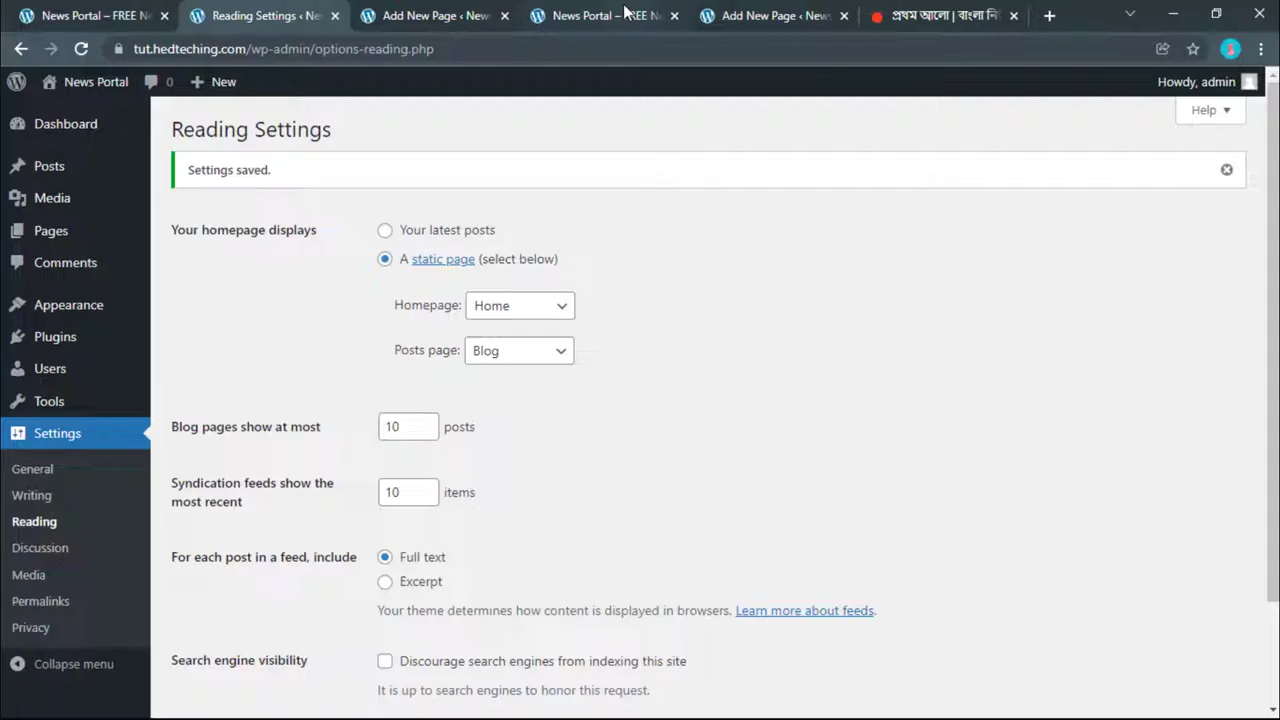 News Portal – FREE N
Reading Settings ‹ Ne
Add New Page ‹ News
News Portal – FREE Ne
Add New Page ‹ News
প্রথম আলো | বাংলা নি
tut.hedteching.com/wp-admin/options-reading.php
News Portal
0
New
Howdy, admin
Help
Dashboard
Posts
Media
Pages
Comments
Appearance
Plugins
Users
Tools
Settings
General
Writing
Reading
Discussion
Media
Permalinks
Privacy
Collapse menu
Reading Settings
Settings saved.
Your homepage displays
Your latest posts
A static page (select below)
Homepage: Home
Posts page: Blog
Blog pages show at most
10 posts
Syndication feeds show the
most recent
10 items
For each post in a feed, include
Full text
Excerpt
Your theme determines how content is displayed in browsers. Learn more about feeds.
Search engine visibility
Discourage search engines from indexing this site
It is up to search engines to honor this request.